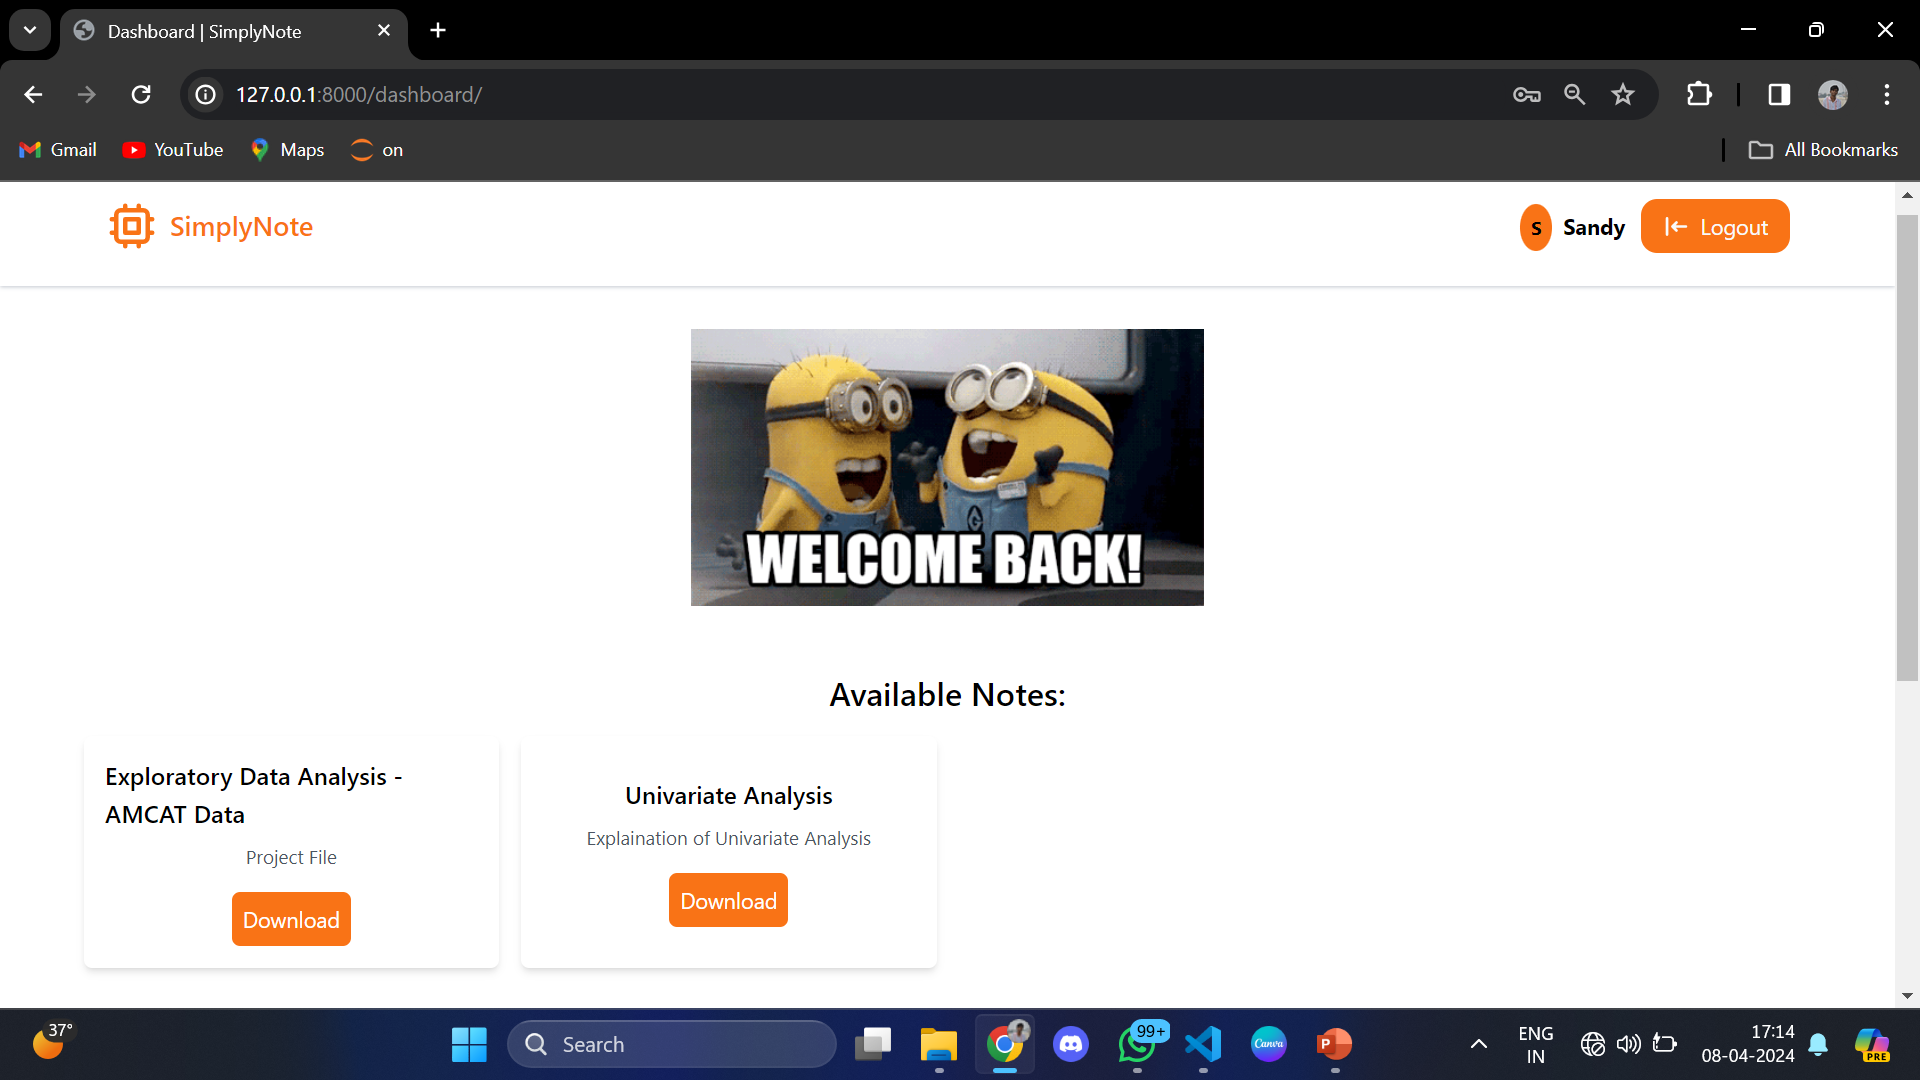 Dashboard | SimplyNote
127.0.0.1:8000/dashboard/
Gmail
YouTube
Maps
on
All Bookmarks
SimplyNote
S
Sandy
Logout
WELCOME BACK!
Available Notes:
Exploratory Data Analysis -
AMCAT Data
Project File
Download
Univariate Analysis
Explaination of Univariate Analysis
Download
37°
Search
99+
Canva
P
ENG
IN
17:14
08-04-2024
PRE